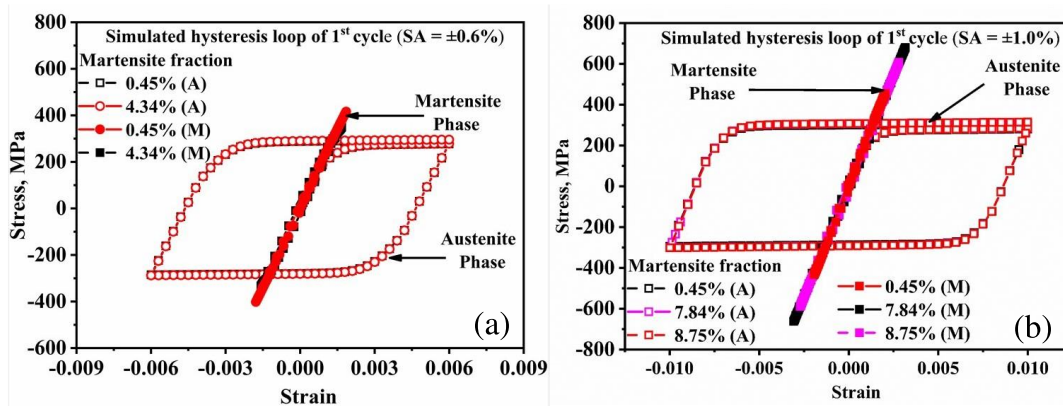 800
600
400
200
0
-200
-400
-600
Stress, MPa
Simulated hysteresis loop of 1st cycle (SA = ±0.6%)
Martensite fraction
0.45% (A)
4.34% (A)
0.45% (M)
4.34% (M)
Martensite
Phase
Austenite
Phase
(a)
-0.009 -0.006 -0.003 0.000 0.003 0.006 0.009
Strain
800
600
400
200
0
-200
-400
-600
-800
Stress, MPa
Simulated hysteresis loop of 1st cycle (SA = ±1.0%)
Martensite
Phase
Austenite
Phase
Martensite fraction
0.45% (A)
7.84% (A)
8.75% (A)
0.45% (M)
7.84% (M)
8.75% (M)
(b)
-0.010 -0.005 0.000 0.005 0.010
Strain